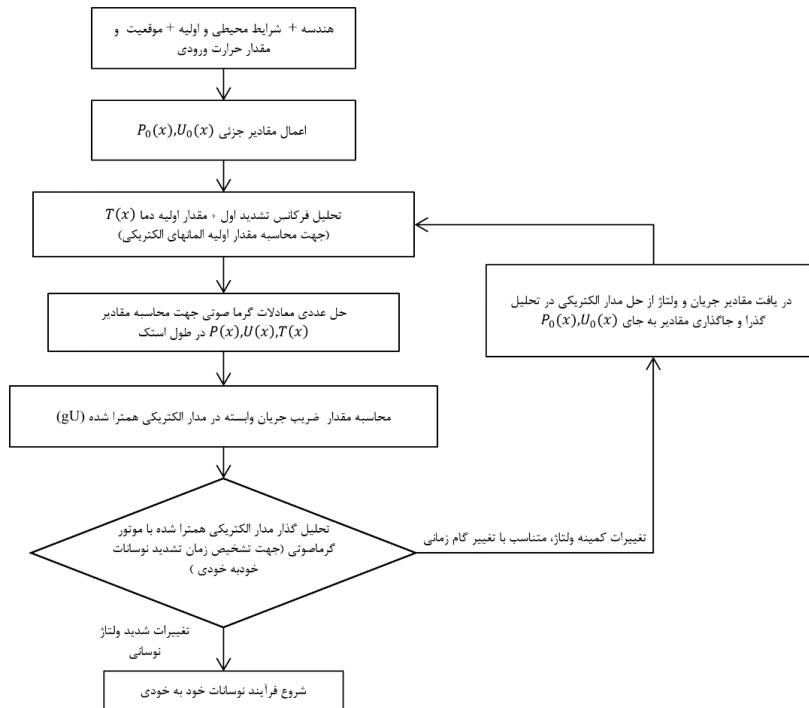 هندسه + شرایط محیطی و اولیه + موقعیت و
مقدار حرارت ورودی
اعمال مقادیر جزئی P₀(x),U₀(x)
تحلیل فرکانس تشدید اول + مقدار اولیه دما T(x)
(جهت محاسبه مقدار اولیه المانهای الکتریکی)
حل عددی معادلات گرما صوتی جهت محاسبه مقادیر
P(x),U(x),T(x) در طول استک
محاسبه مقدار ضریب جریان وابسته در مدار الکتریکی همترا شده (gU)
تحلیل گذار مدار الکتریکی همترا شده با موتور
گرماصوتی (جهت تشخیص زمان تشدید نوسانات
خودبه خودی )
تغییرات کمینه ولتاژ، متناسب با تغییر گام زمانی
در یافت مقادیر جریان و ولتاژ از حل مدار الکتریکی در تحلیل
گذرا و جاگذاری مقادیر به جای P₀(x),U₀(x)
تغییرات شدید ولتاژ
نوسانی
شروع فرآیند نوسانات خود به خودی